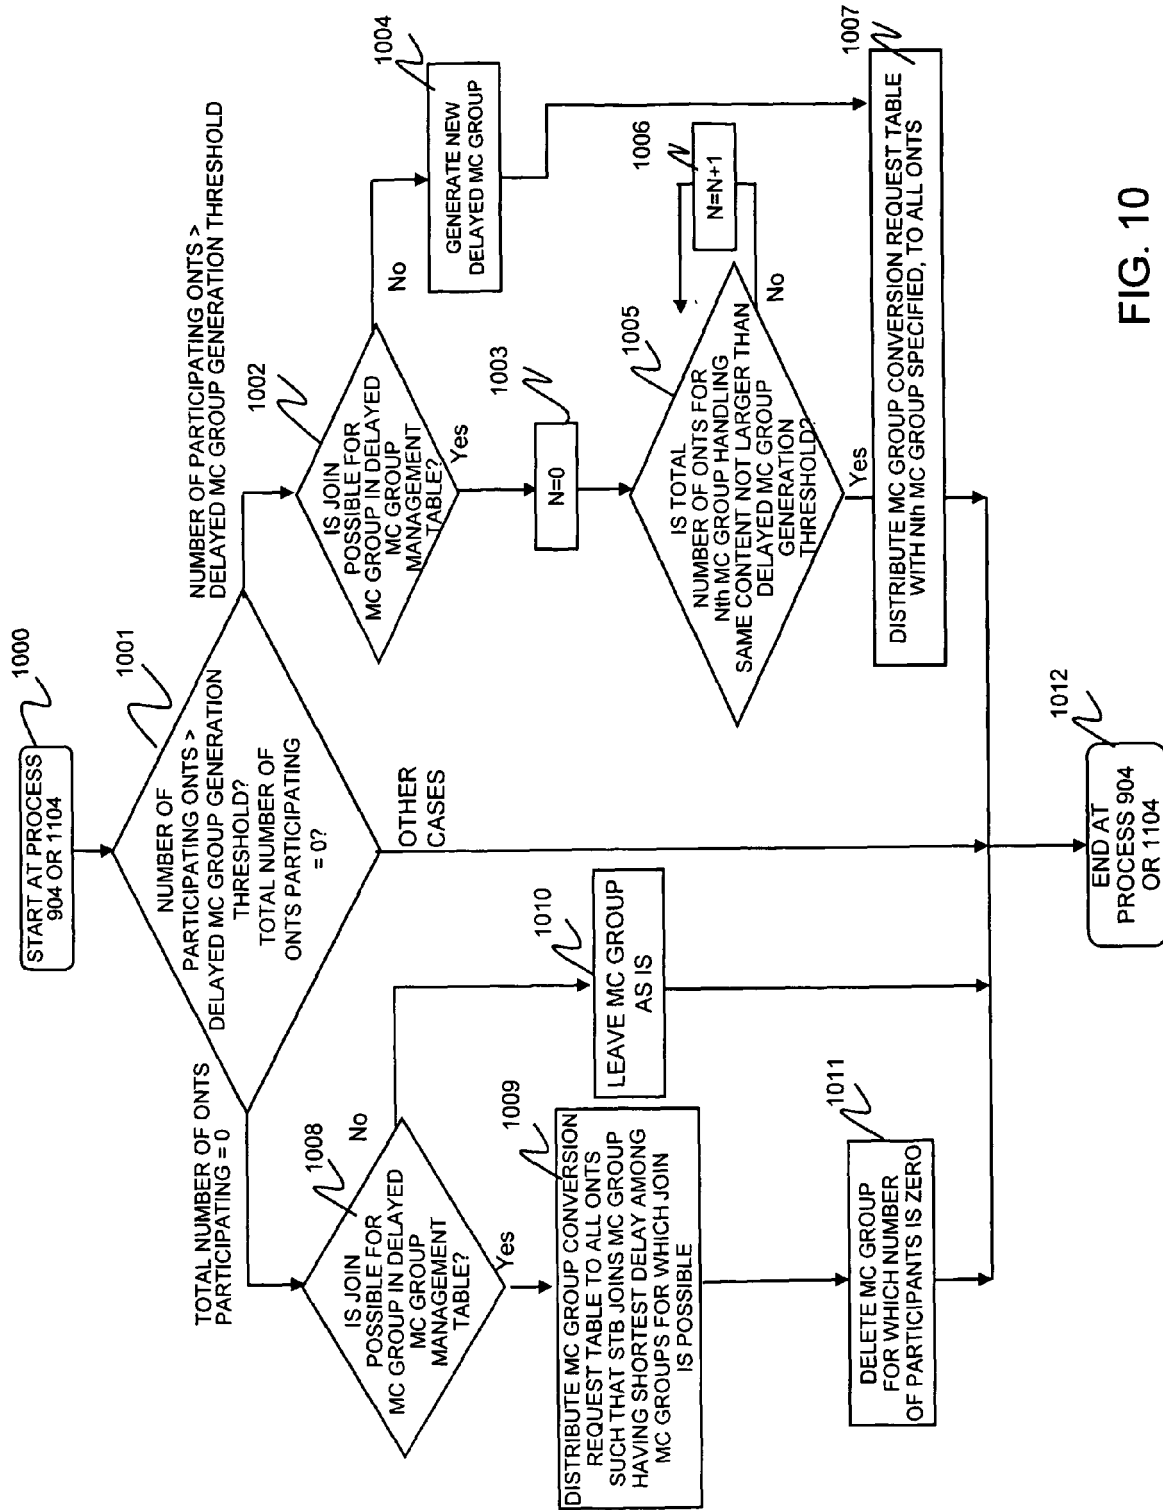 START AT PROCESS
904 OR 1104
1000
NUMBER OF
PARTICIPATING ONTS >
DELAYED MC GROUP GENERATION
THRESHOLD?
TOTAL NUMBER OF
ONTS PARTICIPATING
= 0?
1001
TOTAL NUMBER OF ONTS
PARTICIPATING = 0
OTHER
CASES
NUMBER OF PARTICIPATING ONTS >
DELAYED MC GROUP GENERATION THRESHOLD
IS JOIN
POSSIBLE FOR
MC GROUP IN DELAYED
MC GROUP
MANAGEMENT
TABLE?
1002
No
Yes
N=0
1003
GENERATE NEW
DELAYED MC GROUP
1004
IS TOTAL
NUMBER OF ONTS FOR
Nth MC GROUP HANDLING
SAME CONTENT NOT LARGER THAN
DELAYED MC GROUP
GENERATION
THRESHOLD?
1005
No
Yes
N=N+1
1006
DISTRIBUTE MC GROUP CONVERSION REQUEST TABLE
WITH Nth MC GROUP SPECIFIED, TO ALL ONTS
1007
IS JOIN
POSSIBLE FOR
MC GROUP IN DELAYED
MC GROUP
MANAGEMENT
TABLE?
1008
No
Yes
DISTRIBUTE MC GROUP CONVERSION
REQUEST TABLE TO ALL ONTS
SUCH THAT STB JOINS MC GROUP
HAVING SHORTEST DELAY AMONG
MC GROUPS FOR WHICH JOIN
IS POSSIBLE
1009
LEAVE MC GROUP
AS IS
1010
DELETE MC GROUP
FOR WHICH NUMBER
OF PARTICIPANTS IS ZERO
1011
END AT
PROCESS 904
OR 1104
1012
FIG. 10